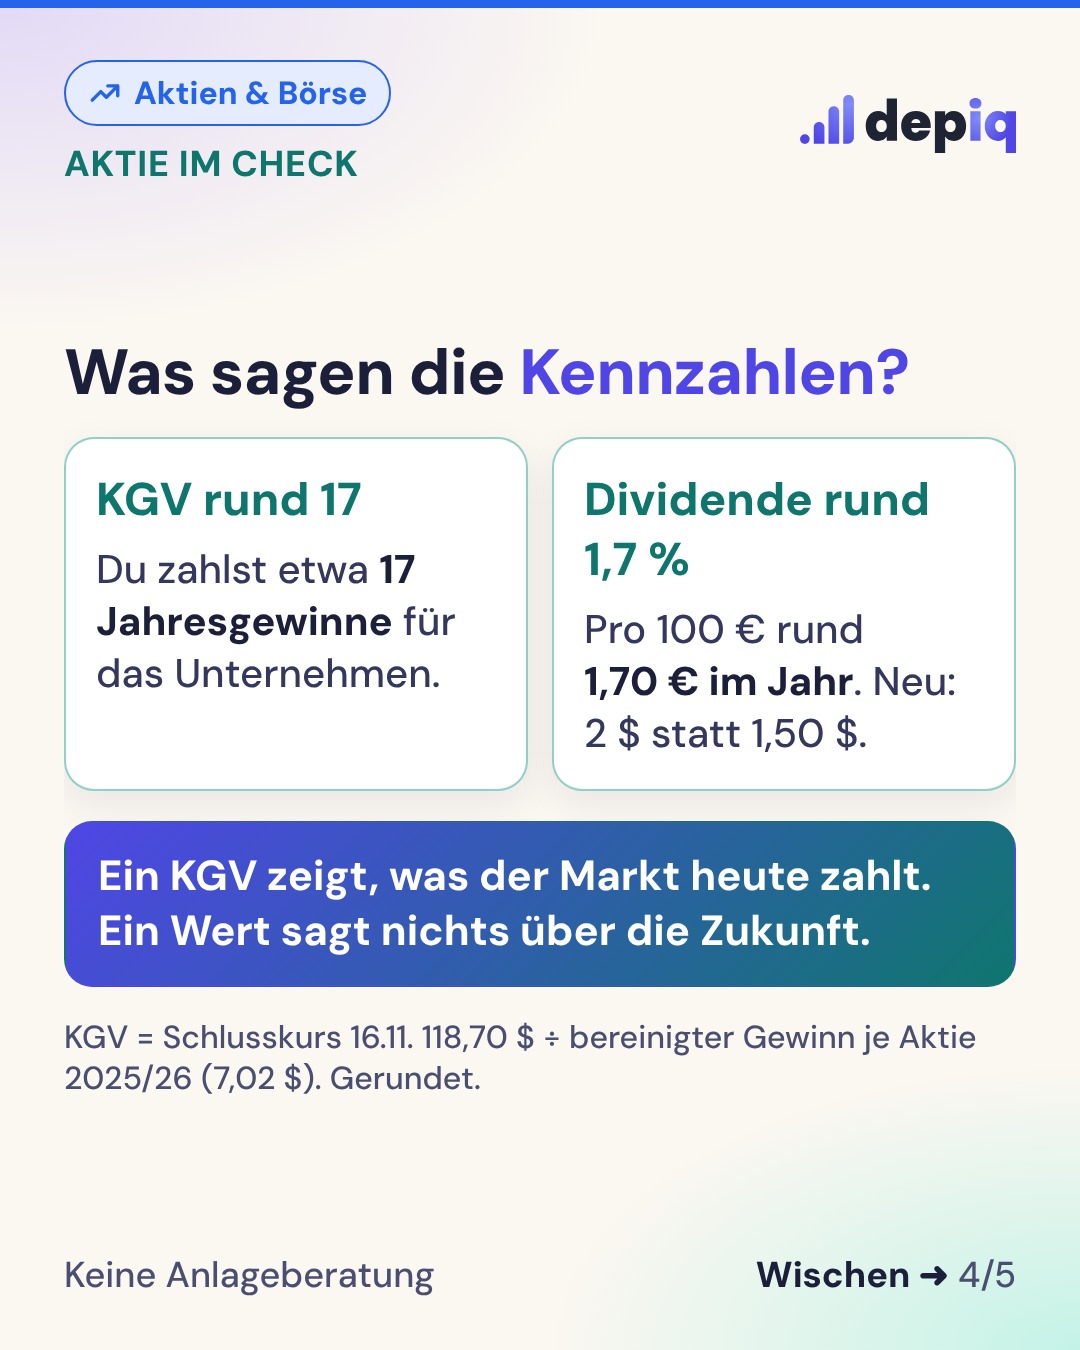 Aktien & Börse
AKTIE IM CHECK
depiq
Was sagen die Kennzahlen?
KGV rund 17
Du zahlst etwa 17
Jahresgewinne für
das Unternehmen.
Dividende rund
1,7 %
Pro 100 € rund
1,70 € im Jahr. Neu:
2 $ statt 1,50 $.
Ein KGV zeigt, was der Markt heute zahlt.
Ein Wert sagt nichts über die Zukunft.
KGV = Schlusskurs 16.11. 118,70 $ ÷ bereinigter Gewinn je Aktie
2025/26 (7,02 $). Gerundet.
Keine Anlageberatung
Wischen ➜ 4/5